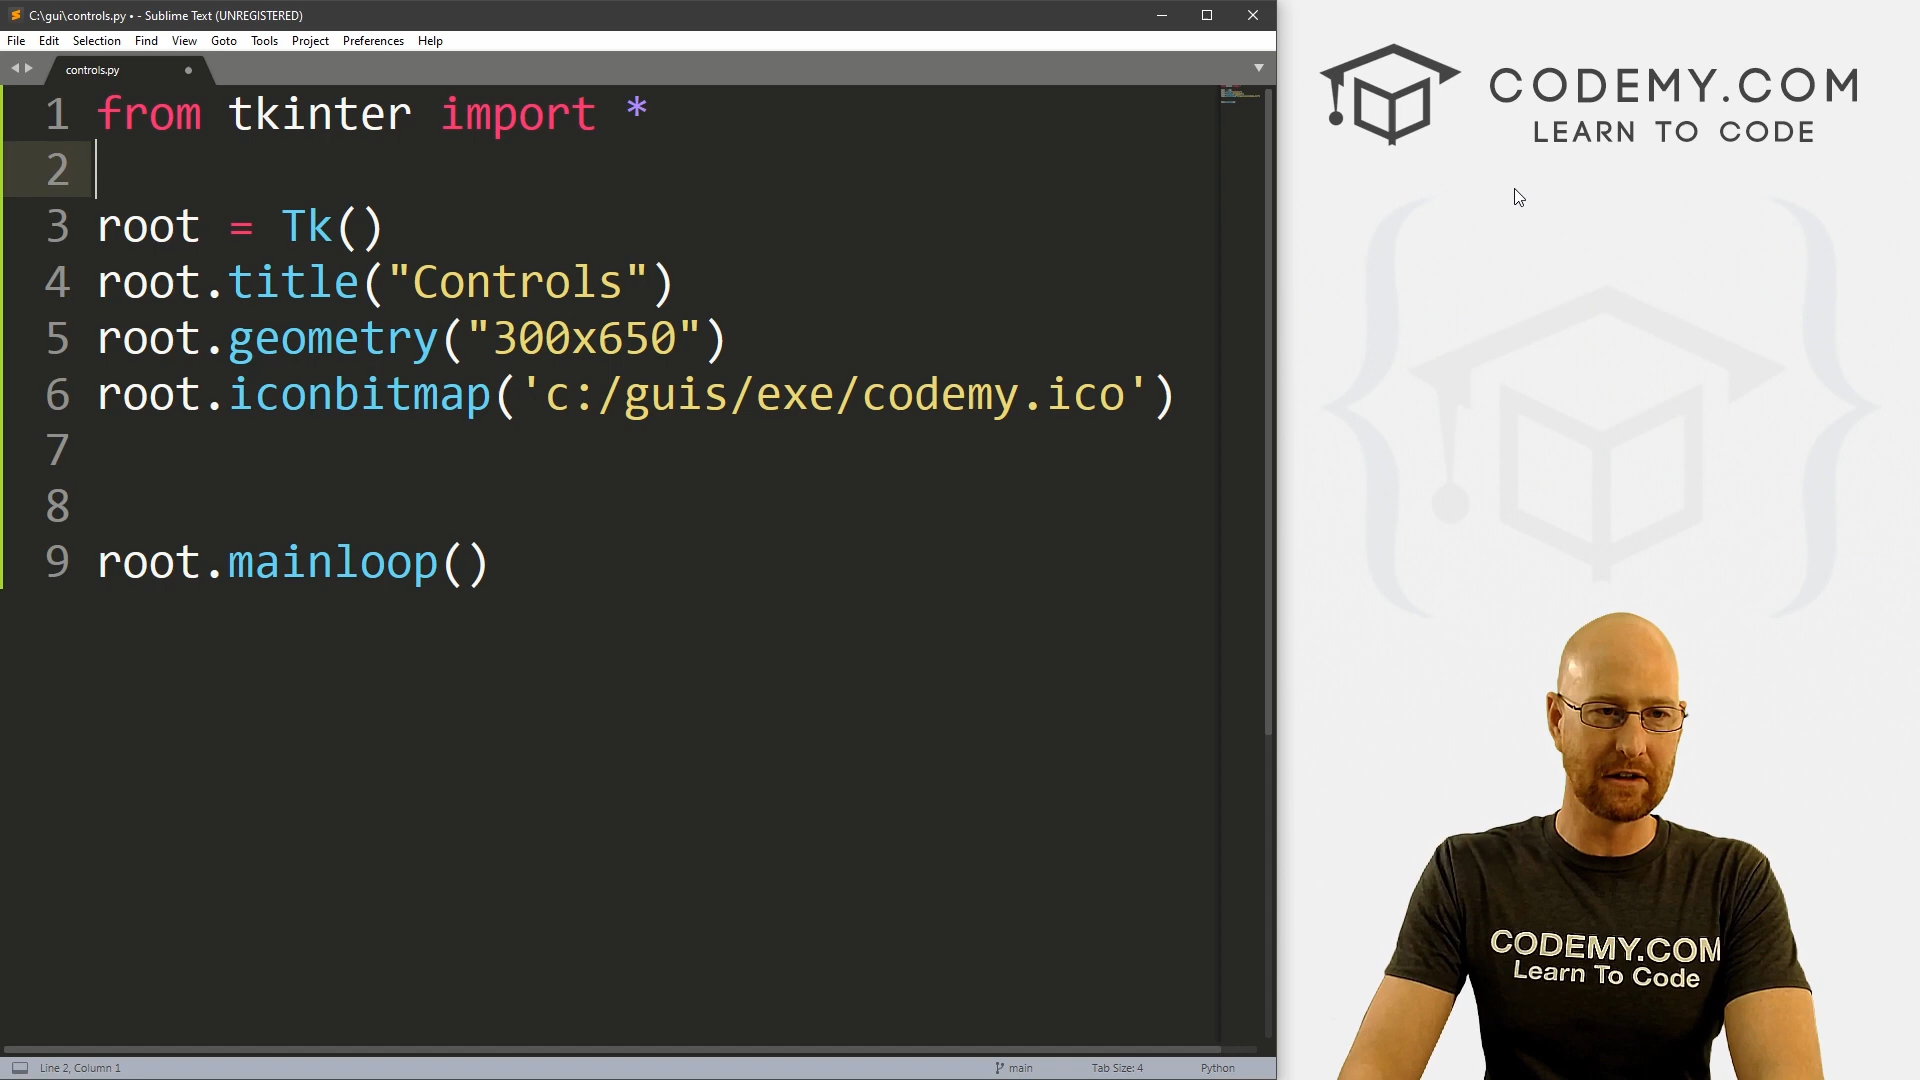 C:\gui\controls.py • - Sublime Text (UNREGISTERED)
File Edit Selection Find View Goto Tools Project Preferences Help
controls.py
1 from tkinter import *
2
3 root = Tk()
4 root.title("Controls")
5 root.geometry("300x650")
6 root.iconbitmap('c:/guis/exe/codemy.ico')
7
8
9 root.mainloop()
Line 2, Column 1
main
Tab Size: 4
Python
CODEMY.COM
LEARN TO CODE
CODEMY.COM
Learn To Code